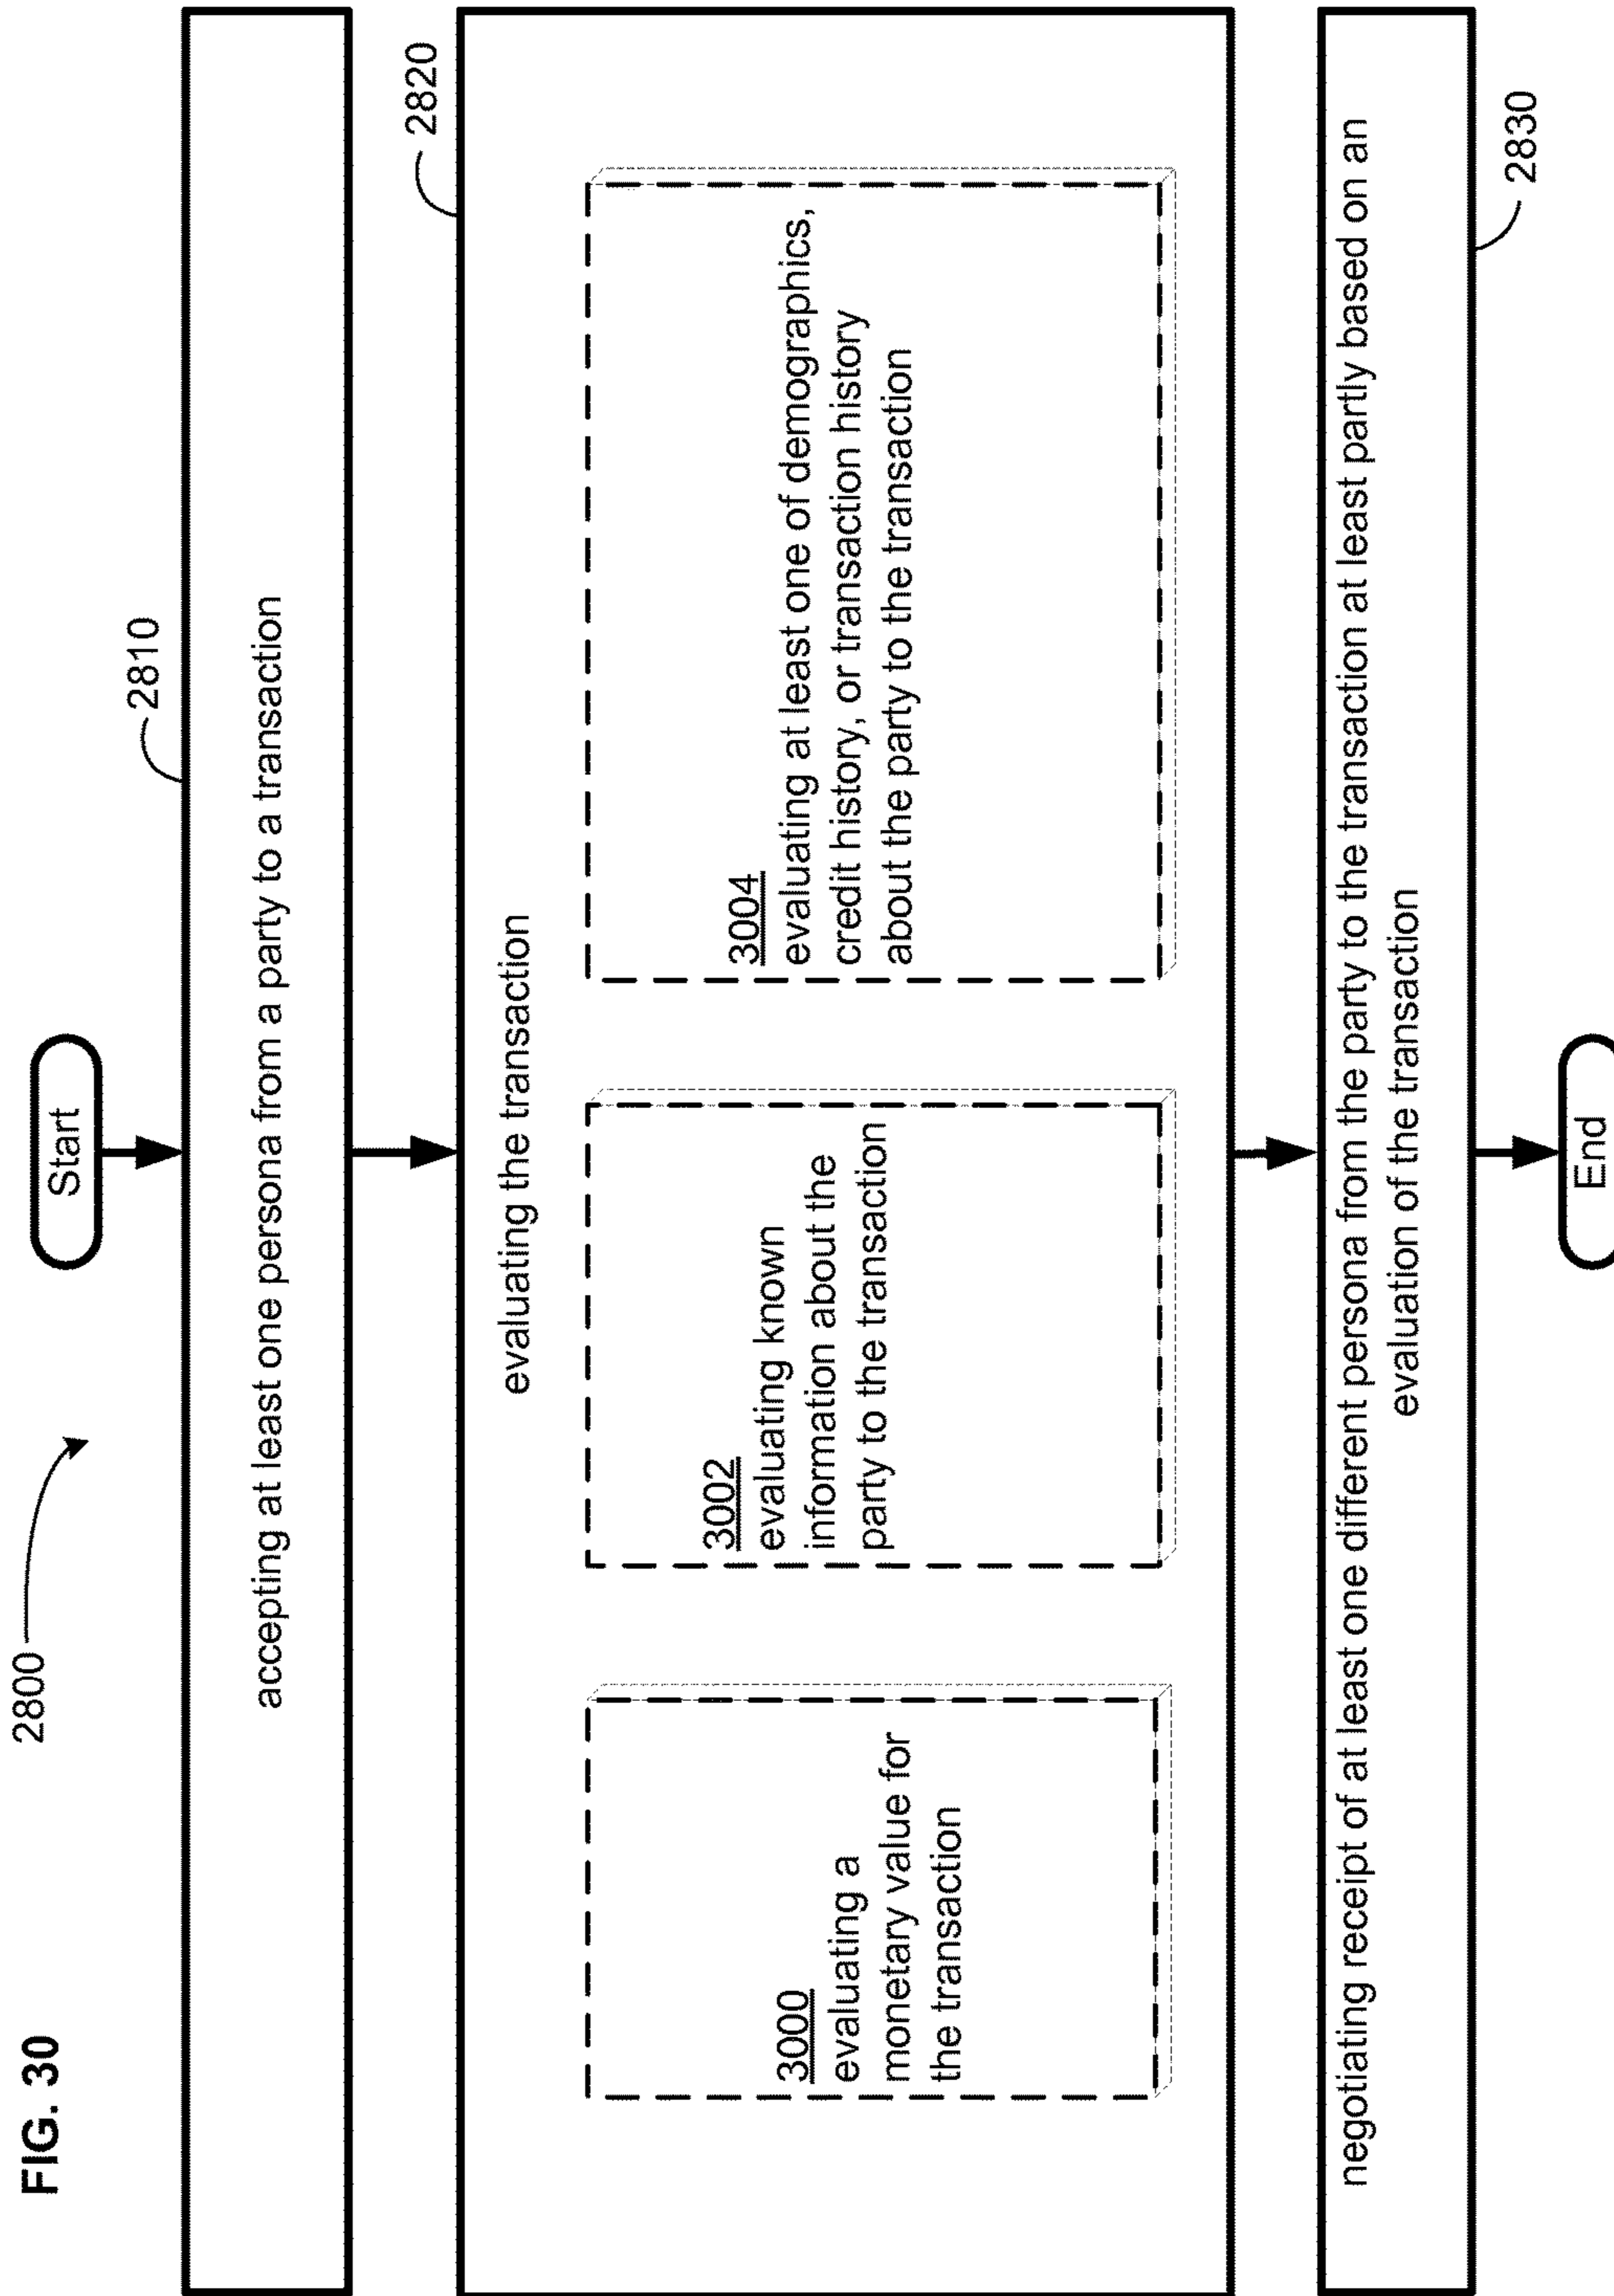 FIG. 30
2800
Start
2810
accepting at least one persona from a party to a transaction
2820
evaluating the transaction
3000
evaluating a
monetary value for
the transaction
3002
evaluating known
information about the
party to the transaction
3004
evaluating at least one of demographics,
credit history, or transaction history
about the party to the transaction
negotiating receipt of at least one different persona from the party to the transaction at least partly based on an
evaluation of the transaction
2830
End